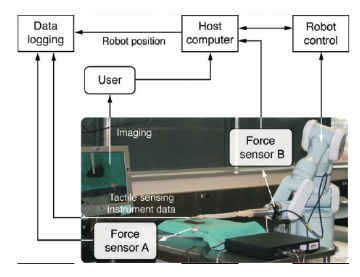 Data
logging
Robot position
Host
computer
Robot
control
User
Imaging
Force
sensor B
Tactile sensing
instrument data
Force
sensor A